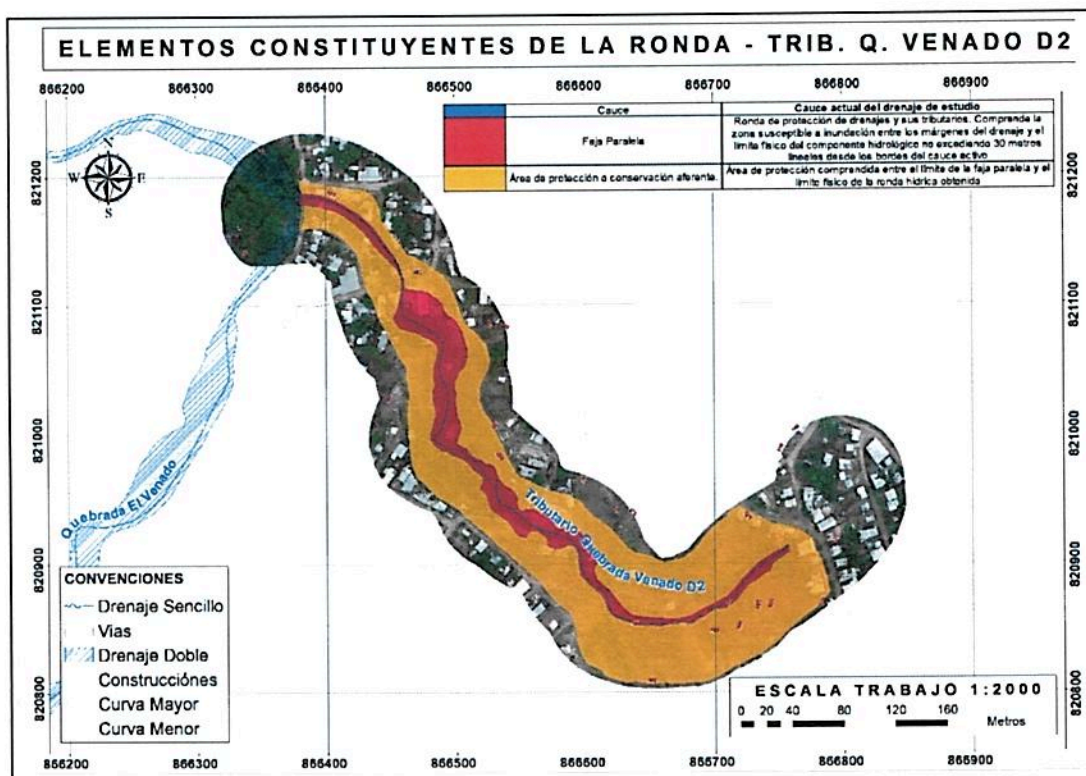 ELEMENTOS CONSTITUYENTES DE LA RONDA - TRIB. Q. VENADO D2
866200 866300 866400 866500 866600 866700 866800 866900
Cauce
Cauce actual del drenaje de estudio
Faja Paralela
Ronda de protección de drenajes y sus tributarios. Comprende la
zona susceptible a inundación entre los márgenes del drenaje y el
límite físico del componente hidrológico no excediendo 30 metros
lineales desde los bordes del cauce activo
Área de protección o conservación aferente.
Área de protección comprendida entre el límite de la faja paralela y el
límite físico de la ronda hídrica obtenida
N
W E
S
821200
821200
821100
821100
821000
821000
820900
820900
820800
820800
Quebrada El Venado
Tributario Quebrada Venado D2
CONVENCIONES
Drenaje Sencillo
Vias
Drenaje Doble
Construcciónes
Curva Mayor
Curva Menor
ESCALA TRABAJO 1:2000
0 20 40 80 120 160
Metros
866200 866300 866400 866500 866600 866700 866800 866900